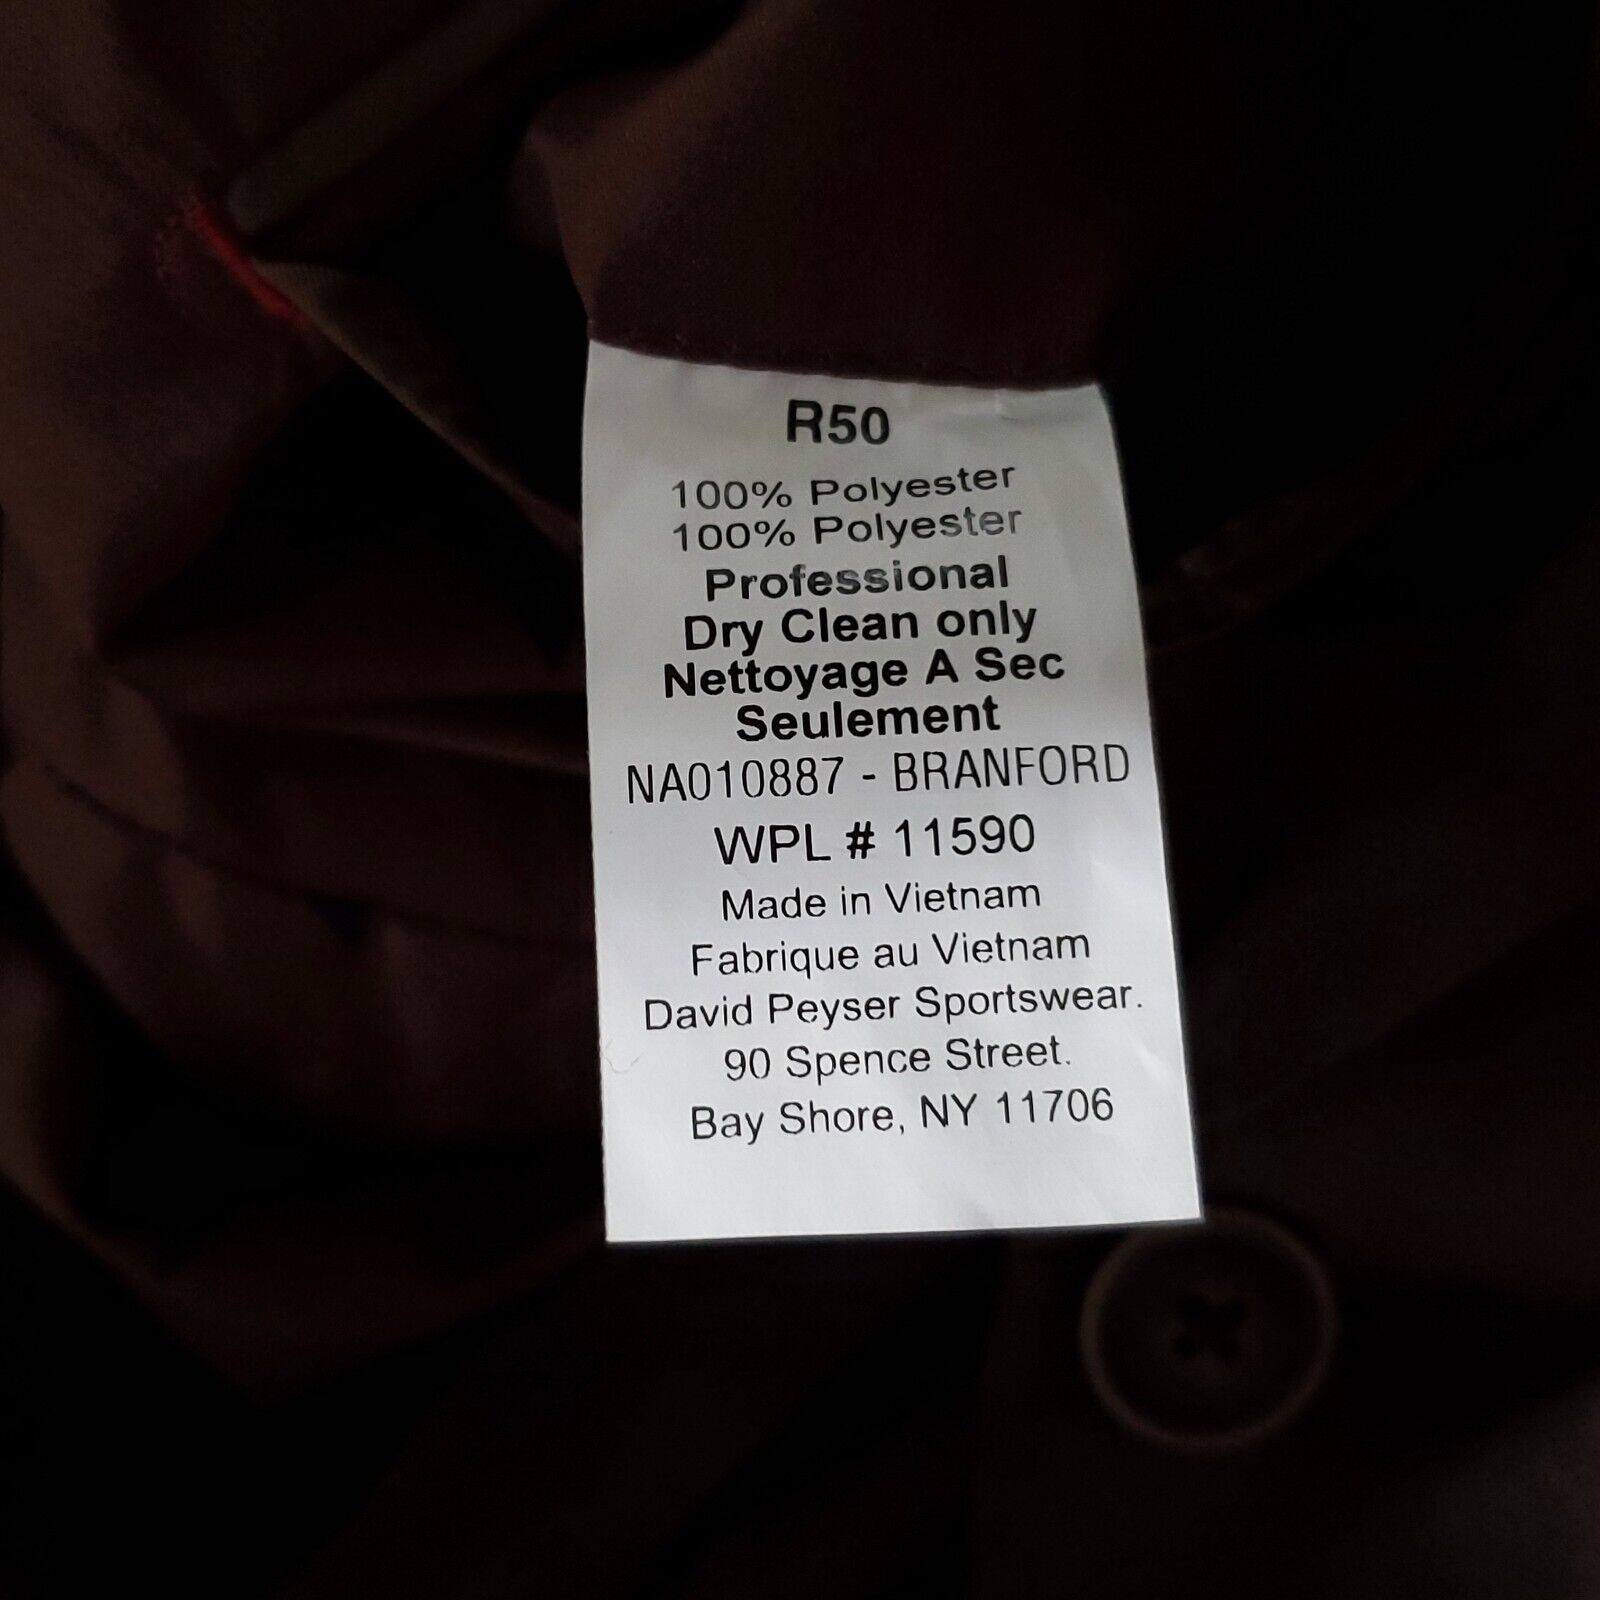 R50
100% Polyester
100% Polyester
Professional
Dry Clean only
Nettoyage A Sec
Seulement
NA010887 - BRANFORD
WPL # 11590
Made in Vietnam
Fabrique au Vietnam
David Peyser Sportswear.
90 Spence Street.
Bay Shore, NY 11706